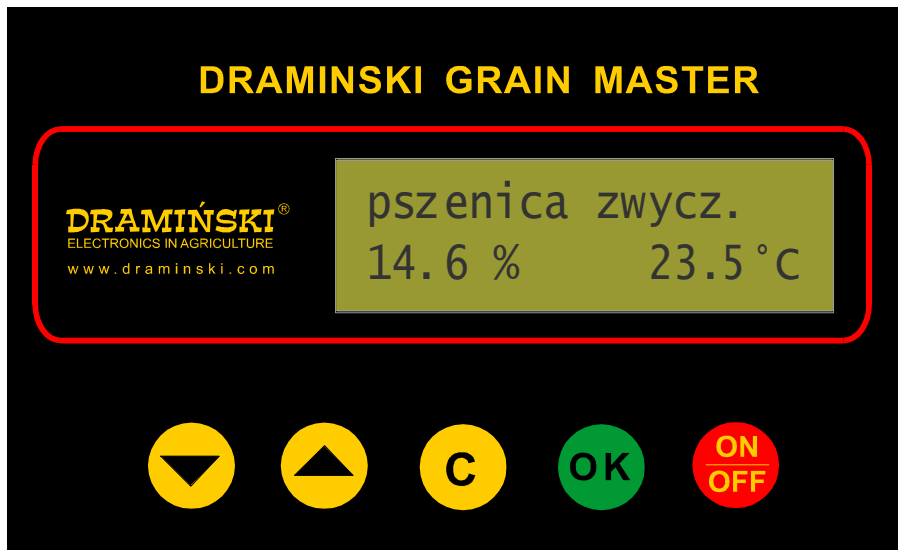 DRAMINSKI GRAIN MASTER
DRAMIŃSKI®
ELECTRONICS IN AGRICULTURE
www.draminski.com
pszenica zwycz.
14.6 % 23.5°C
C
OK
ON
OFF